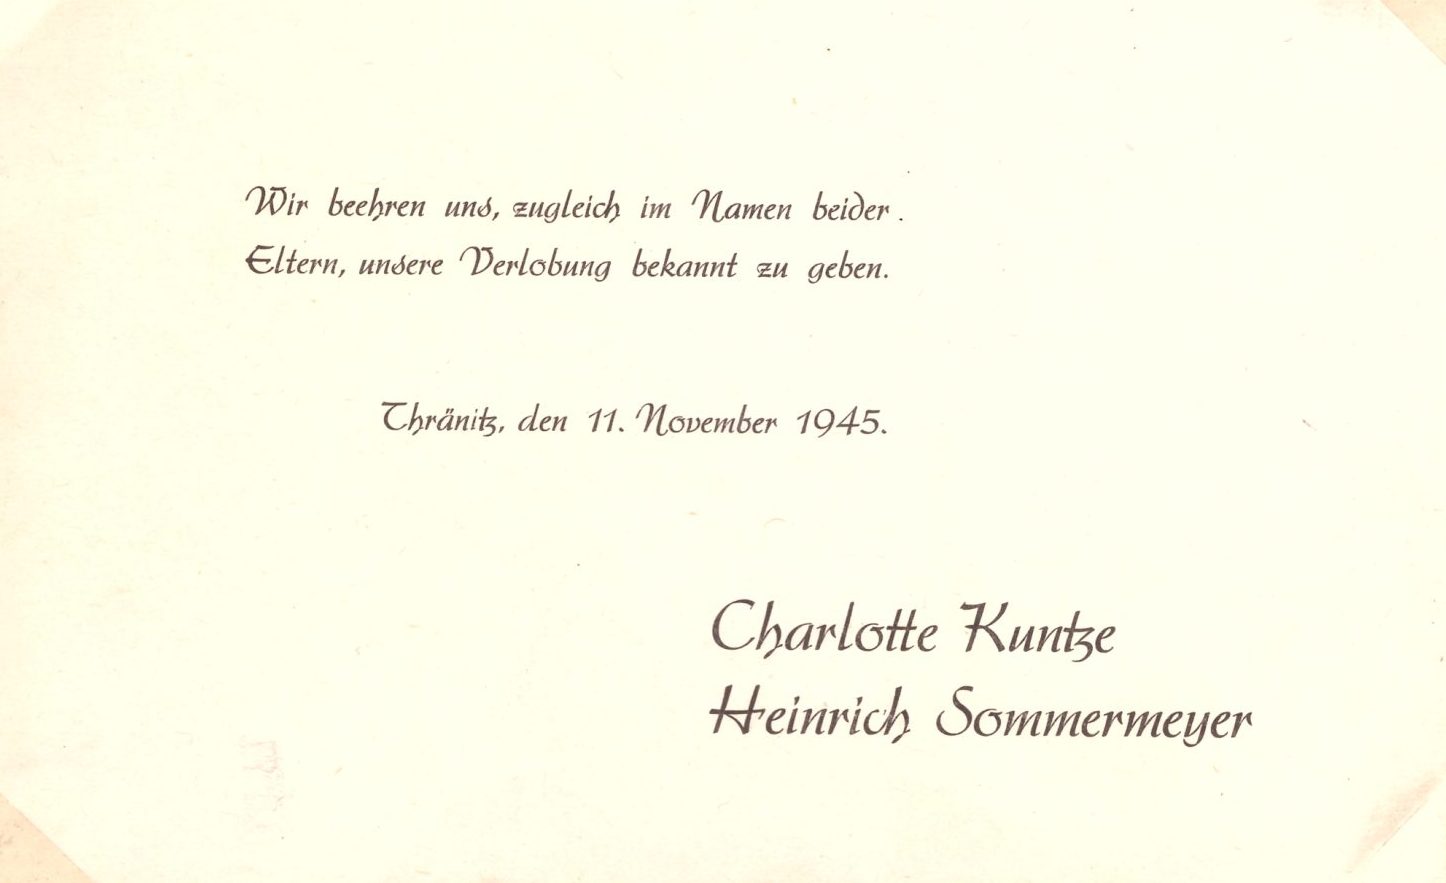 Wir beehren uns, zugleich im Namen beider.
Eltern, unsere Verlobung bekannt zu geben.
Thränitz, den 11. November 1945.
Charlotte Kuntze
Heinrich Sommermeyer